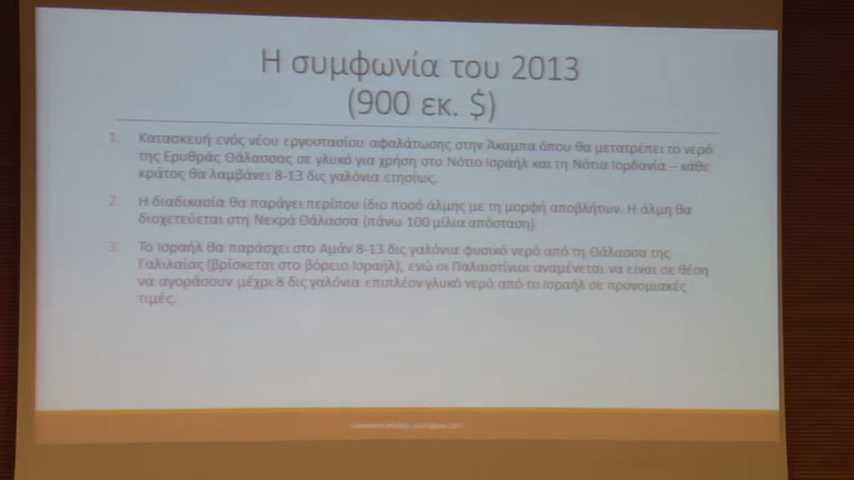 Η συμφωνία του 2013
(900 εκ. $)
1. Κατασκευή ενός νέου εργοστασίου αφαλάτωσης στην Άκαμπα όπου θα μετατρέπει το νερό
της Ερυθράς Θάλασσας σε γλυκό για χρήση στο Νότιο Ισραήλ και τη Νότια Ιορδανία – κάθε
κράτος θα λαμβάνει 8-13 δις γαλόνια ετησίως.
2. Η διαδικασία θα παράγει περίπου ίδιο ποσό άλμης με τη μορφή αποβλήτων. Η άλμη θα
διοχετεύεται στη Νεκρά Θάλασσα (πάνω 100 μίλια απόσταση)
3. Το Ισραήλ θα παράσχει στο Αμάν 8-13 δις γαλόνια φυσικό νερό από τη Θάλασσα της
Γαλιλαίας (βρίσκεται στο βόρειο Ισραήλ), ενώ οι Παλαιστίνιοι αναμένεται να είναι σε θέση
να αγοράσουν μέχρι 8 δις γαλόνια επιπλέον γλυκό νερό από το Ισραήλ σε προνομιακές
τιμές.